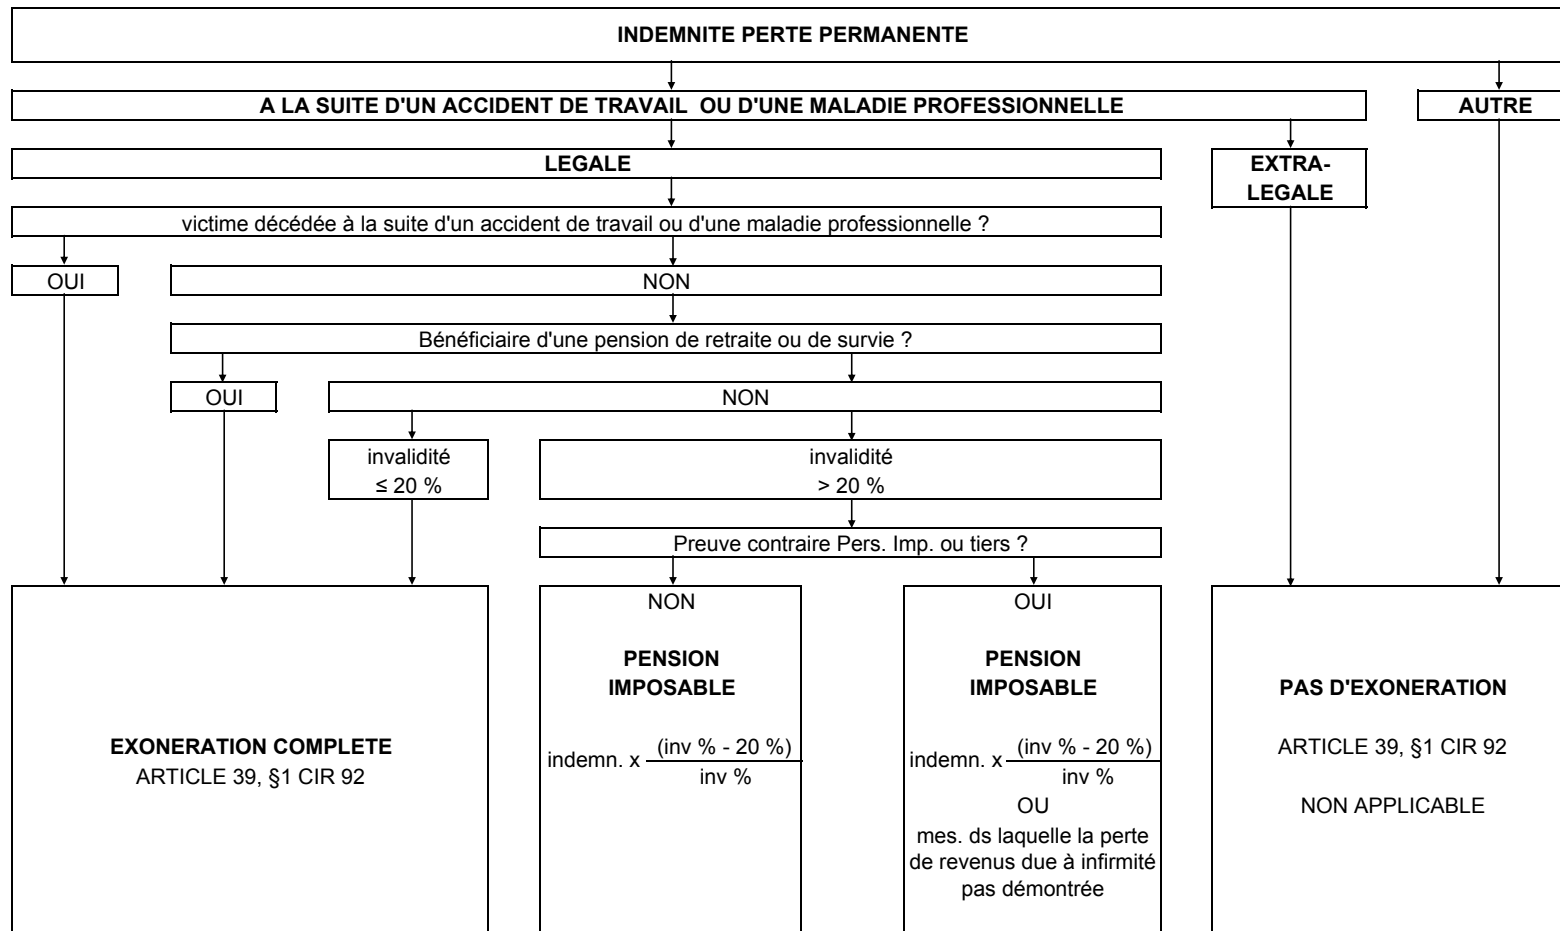 INDEMNITE PERTE PERMANENTE
A LA SUITE D'UN ACCIDENT DE TRAVAIL OU D'UNE MALADIE PROFESSIONNELLE
AUTRE
LEGALE
EXTRA-
LEGALE
victime décédée à la suite d'un accident de travail ou d'une maladie professionnelle ?
OUI
NON
Bénéficiaire d'une pension de retraite ou de survie ?
OUI
NON
invalidité
≤ 20 %
invalidité
> 20 %
Preuve contraire Pers. Imp. ou tiers ?
EXONERATION COMPLETE
ARTICLE 39, §1 CIR 92
NON
PENSION
IMPOSABLE
indemn. x (inv % - 20 %)
inv %
OUI
PENSION
IMPOSABLE
indemn. x (inv % - 20 %)
inv %
OU
mes. ds laquelle la perte
de revenus due à infirmité
pas démontrée
PAS D'EXONERATION
ARTICLE 39, §1 CIR 92
NON APPLICABLE